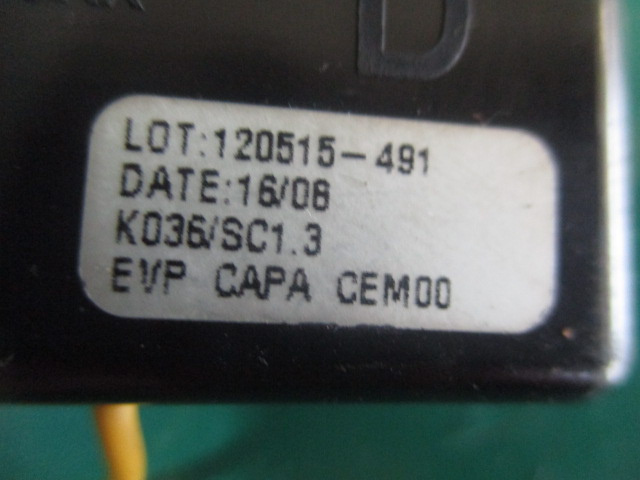 D
LOT:120515-491
DATE:16/08
K036/SC1.3
EVP CAPA CEM00